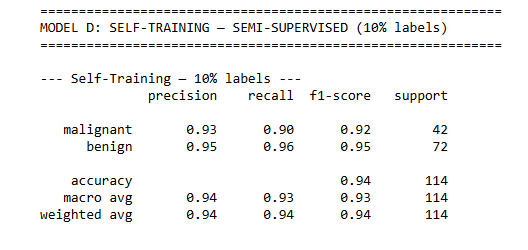 ============================================================
MODEL D: SELF-TRAINING — SEMI-SUPERVISED (10% labels)
============================================================
--- Self-Training — 10% labels ---
precision recall f1-score support
malignant 0.93 0.90 0.92 42
benign 0.95 0.96 0.95 72
accuracy 0.94 114
macro avg 0.94 0.93 0.93 114
weighted avg 0.94 0.94 0.94 114